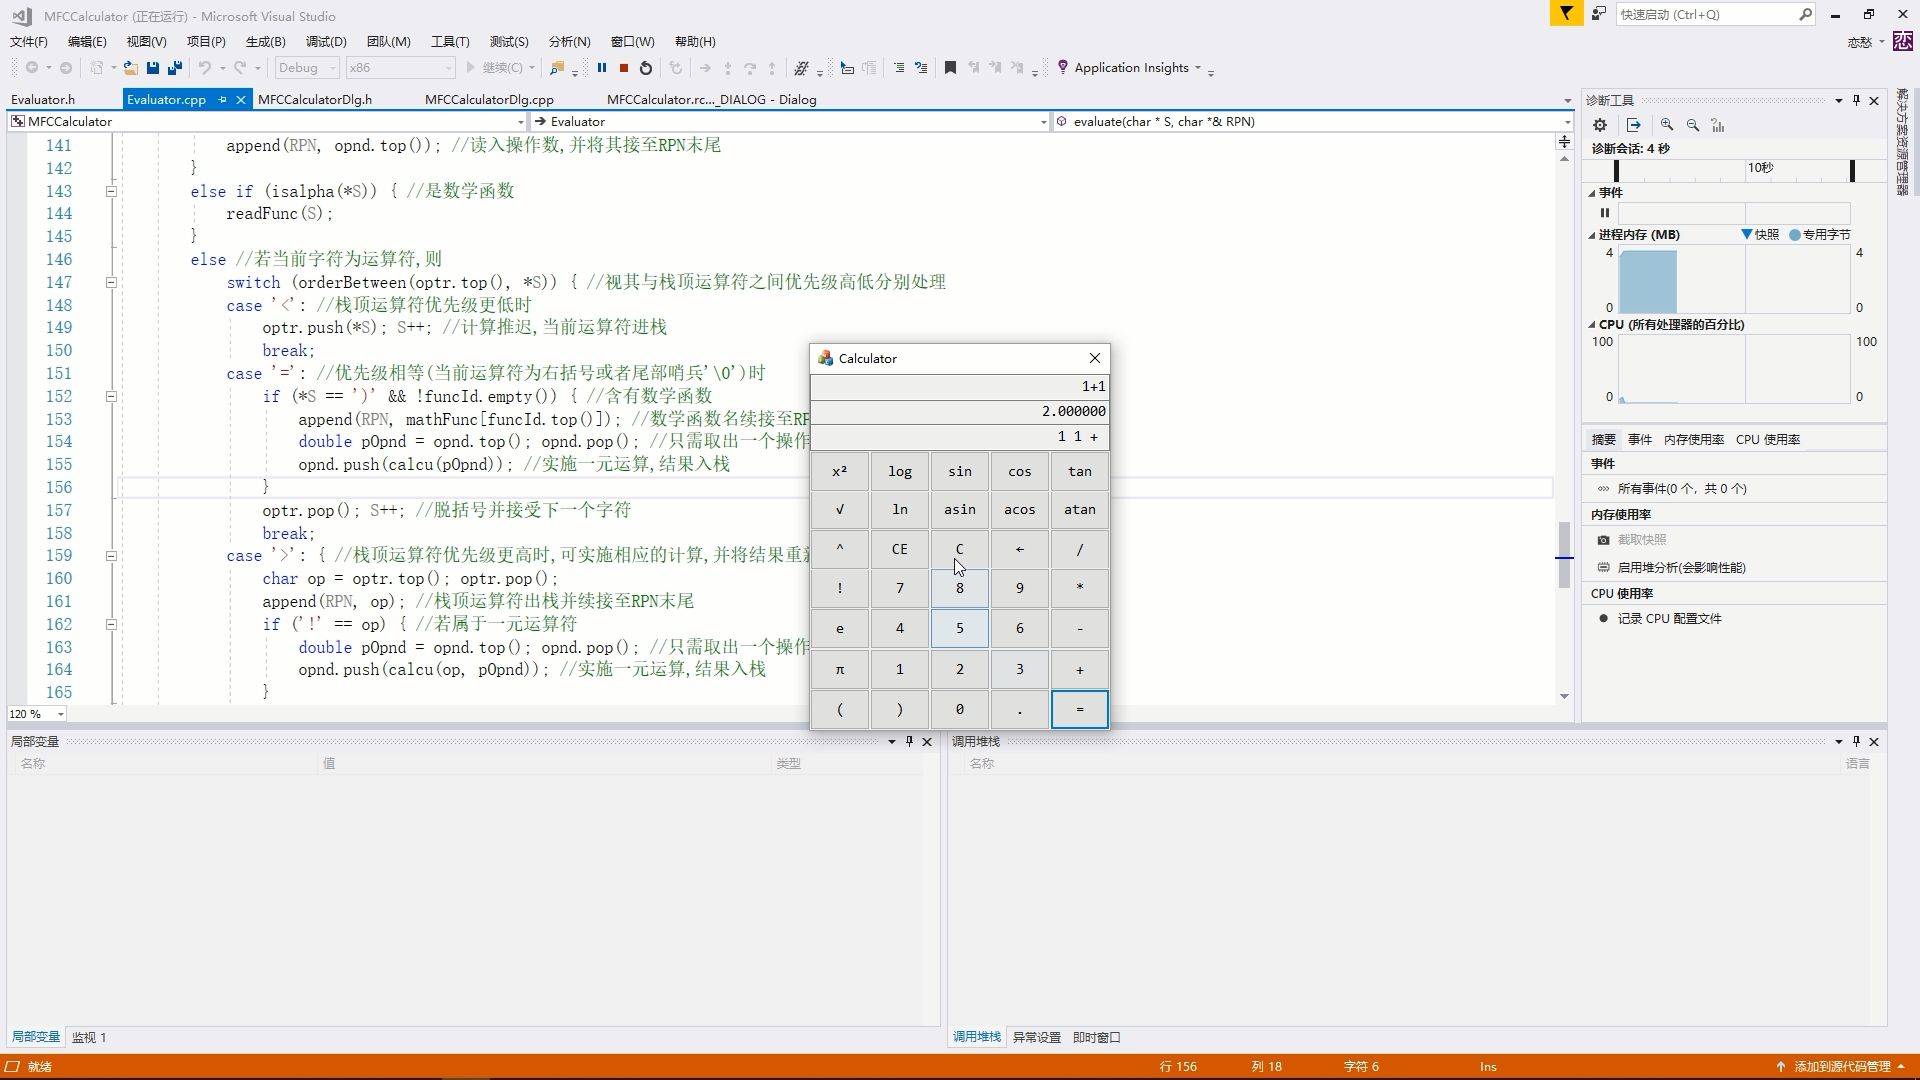 MFCCalculator (正在运行) - Microsoft Visual Studio
快速启动 (Ctrl+Q)
文件(F) 编辑(E) 视图(V) 项目(P) 生成(B) 调试(D) 团队(M) 工具(T) 测试(S) 分析(N) 窗口(W) 帮助(H)
恋愁
恋
Debug x86 继续(C) Application Insights
Evaluator.h Evaluator.cpp MFCCalculatorDlg.h MFCCalculatorDlg.cpp MFCCalculator.rc..._DIALOG - Dialog
MFCCalculator Evaluator evaluate(char * S, char *& RPN)
141 append(RPN, opnd.top()); //读入操作数,并将其接至RPN末尾
142 }
143 else if (isalpha(*S)) { //是数学函数
144 readFunc(S);
145 }
146 else //若当前字符为运算符,则
147 switch (orderBetween(optr.top(), *S)) { //视其与栈顶运算符之间优先级高低分别处理
148 case '<': //栈顶运算符优先级更低时
149 optr.push(*S); S++; //计算推迟,当前运算符进栈
150 break;
151 case '=': //优先级相等(当前运算符为右括号或者尾部哨兵'\0')时
152 if (*S == ')' && !funcId.empty()) { //含有数学函数
153 append(RPN, mathFunc[funcId.top()]); //数学函数名续接至RP
154 double pOpnd = opnd.top(); opnd.pop(); //只需取出一个操作
155 opnd.push(calcu(pOpnd)); //实施一元运算,结果入栈
156 }
157 optr.pop(); S++; //脱括号并接受下一个字符
158 break;
159 case '>': { //栈顶运算符优先级更高时,可实施相应的计算,并将结果重新
160 char op = optr.top(); optr.pop();
161 append(RPN, op); //栈顶运算符出栈并续接至RPN末尾
162 if ('!' == op) { //若属于一元运算符
163 double pOpnd = opnd.top(); opnd.pop(); //只需取出一个操作
164 opnd.push(calcu(op, pOpnd)); //实施一元运算,结果入栈
165 }
120 %
Calculator
1+1
2.000000
1 1 +
x² log sin cos tan
√ ln asin acos atan
^ CE C ← /
! 7 8 9 *
e 4 5 6 -
π 1 2 3 +
( ) 0 . =
诊断工具
诊断会话: 4 秒
10秒
事件
进程内存 (MB) 快照 专用字节
4 4
0 0
CPU (所有处理器的百分比)
100 100
0 0
摘要 事件 内存使用率 CPU 使用率
事件
所有事件(0 个，共 0 个)
内存使用率
截取快照
启用堆分析(会影响性能)
CPU 使用率
记录 CPU 配置文件
解决方案资源管理器
局部变量
名称 值 类型
调用堆栈
名称 语言
局部变量 监视 1
调用堆栈 异常设置 即时窗口
就绪 行 156 列 18 字符 6 Ins 添加到源代码管理